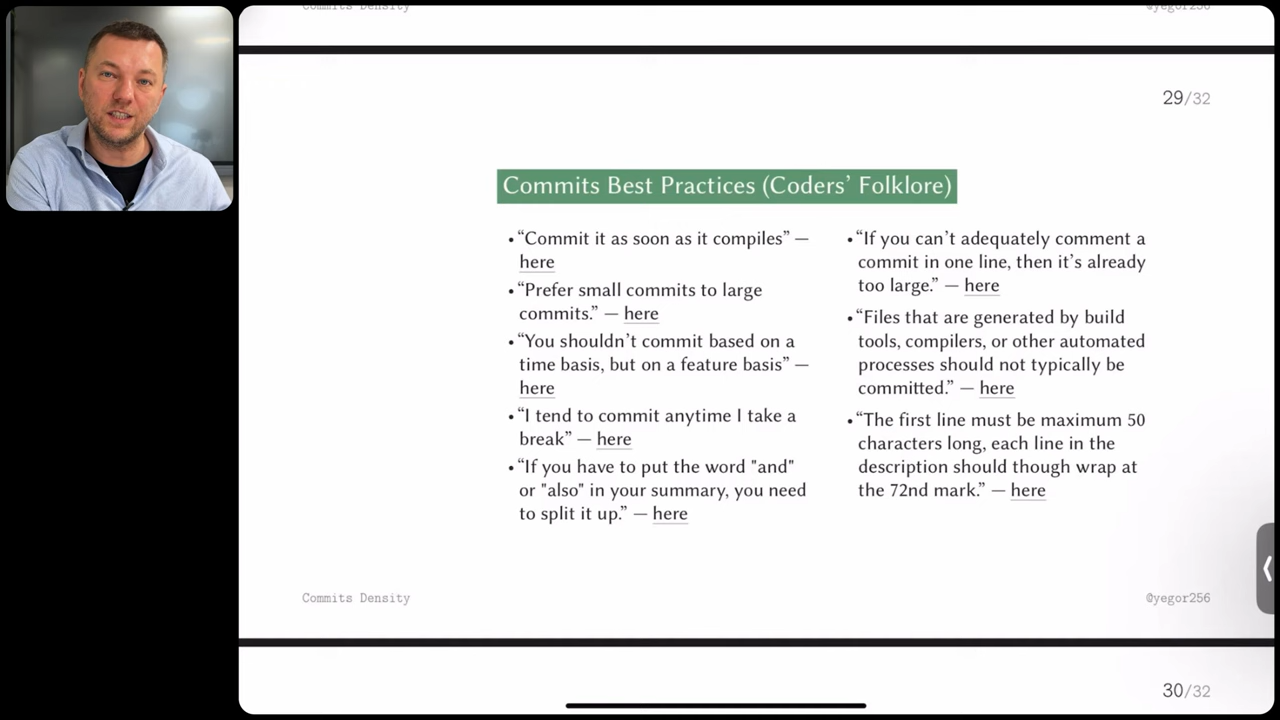 Commits Density
@yegor256
29/32
Commits Best Practices (Coders’ Folklore)
•“Commit it as soon as it compiles” —
here
•“Prefer small commits to large
commits.” — here
•“You shouldn’t commit based on a
time basis, but on a feature basis” —
here
•“I tend to commit anytime I take a
break” — here
•“If you have to put the word "and"
or "also" in your summary, you need
to split it up.” — here
•“If you can’t adequately comment a
commit in one line, then it’s already
too large.” — here
•“Files that are generated by build
tools, compilers, or other automated
processes should not typically be
committed.” — here
•“The first line must be maximum 50
characters long, each line in the
description should though wrap at
the 72nd mark.” — here
Commits Density
@yegor256
30/32